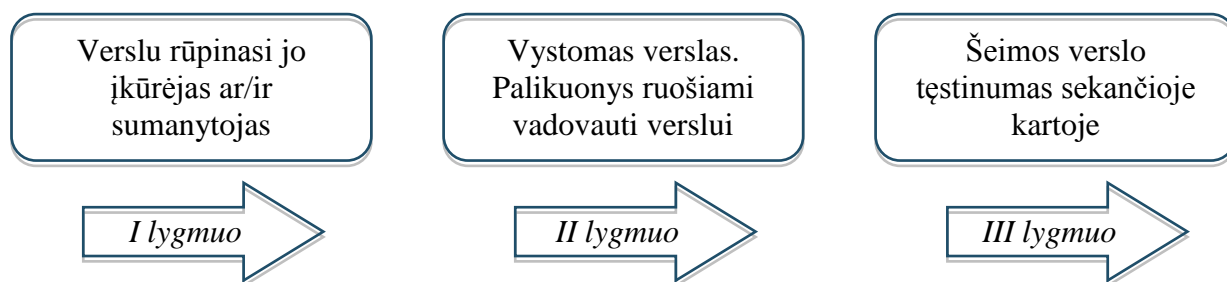 Verslu rūpinasi jo
įkūrėjas ar/ir
sumanytojas
Vystomas verslas.
Palikuonys ruošiami
vadovauti verslui
Šeimos verslo
tęstinumas sekančioje
kartoje
I lygmuo
II lygmuo
III lygmuo